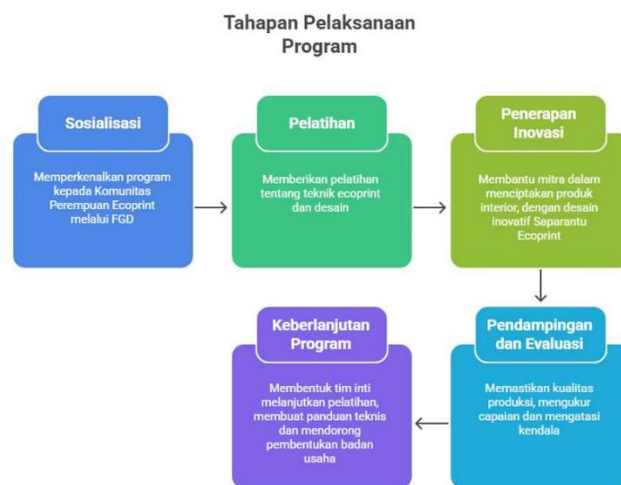 Tahapan Pelaksanaan
Program
Sosialisasi
Memperkenalkan program
kepada Komunitas
Perempuan Ecoprint
melalui FGD
Pelatihan
Memberikan pelatihan
tentang teknik ecoprint
dan desain
Penerapan
Inovasi
Membantu mitra dalam
menciptakan produk
interior, dengan desain
inovatif Saparantu
Ecoprint
Pendampingan
dan Evaluasi
Memastikan kualitas
produksi, mengukur
capaian dan mengatasi
kendala
Keberlanjutan
Program
Membentuk tim inti
melanjutkan pelatihan,
membuat panduan teknis
dan mendorong
pembentukan badan
usaha